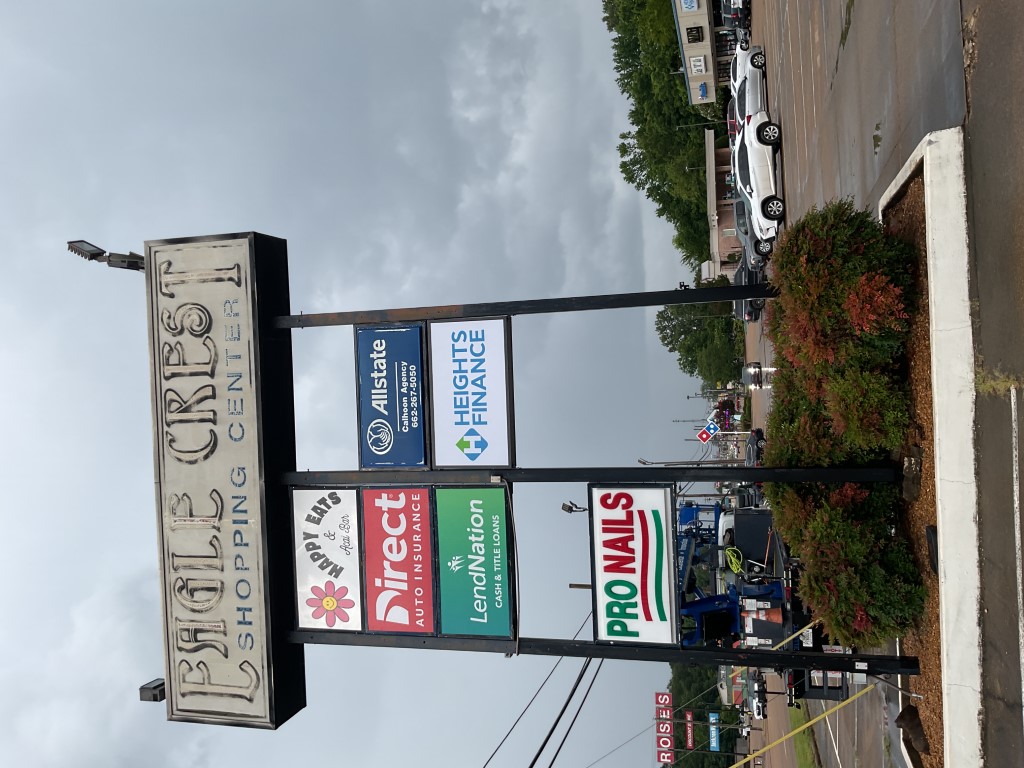 EAGLE CREST
SHOPPING CENTER
HAPPY EATS
&
Acai Bar
Direct
AUTO INSURANCE
LendNation
CASH & TITLE LOANS
Allstate
Calhoon Agency
662-267-5050
HEIGHTS
FINANCE
PRO NAILS
ROSES